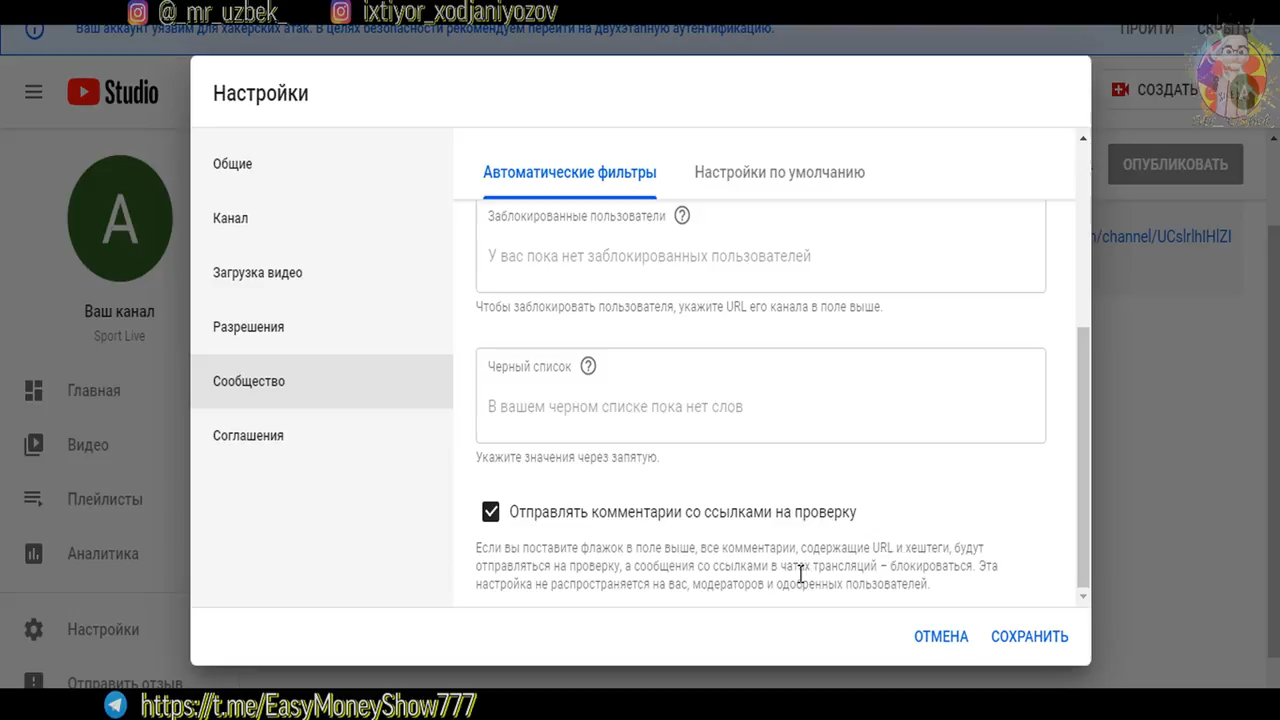 @_mr_uzbek_ ixtiyor_xodjaniyozov
Ваш аккаунт уязвим для хакерских атак. В целях безопасности рекомендуем перейти на двухэтапную аутентификацию. ПРОЙТИ СКРЫТЬ
Studio
СОЗДАТЬ
Настройки
Общие
Канал
Загрузка видео
Разрешения
Сообщество
Соглашения
Автоматические фильтры Настройки по умолчанию
Заблокированные пользователи ?
У вас пока нет заблокированных пользователей
Чтобы заблокировать пользователя, укажите URL его канала в поле выше.
Черный список ?
В вашем черном списке пока нет слов
Укажите значения через запятую.
Отправлять комментарии со ссылками на проверку
Если вы поставите флажок в поле выше, все комментарии, содержащие URL и хештеги, будут
отправляться на проверку, а сообщения со ссылками в чатах трансляций – блокироваться. Эта
настройка не распространяется на вас, модераторов и одобренных пользователей.
ОТМЕНА СОХРАНИТЬ
ОПУБЛИКОВАТЬ
n/channel/UCslrlhIHlZI
A
Ваш канал
Sport Live
Главная
Видео
Плейлисты
Аналитика
Настройки
Отправить отзыв
https://t.me/EasyMoneyShow777